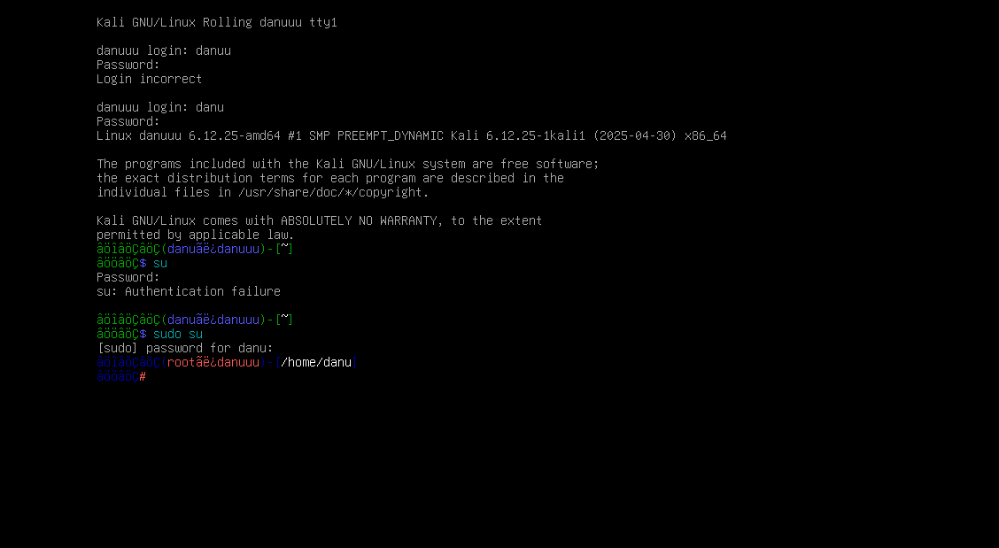 Kali GNU/Linux Rolling danuuu tty1
danuuu login: danuu
Password:
Login incorrect
danuuu login: danu
Password:
Linux danuuu 6.12.25-amd64 #1 SMP PREEMPT_DYNAMIC Kali 6.12.25-1kali1 (2025-04-30) x86_64
The programs included with the Kali GNU/Linux system are free software;
the exact distribution terms for each program are described in the
individual files in /usr/share/doc/*/copyright.
Kali GNU/Linux comes with ABSOLUTELY NO WARRANTY, to the extent
permitted by applicable law.
âöîâöÇâöÇ(danuãë¿danuuu)-[~]
âööâöÇ$ su
Password:
su: Authentication failure
âöîâöÇâöÇ(danuãë¿danuuu)-[~]
âööâöÇ$ sudo su
[sudo] password for danu:
âöîâöÇâöÇ(rootãë¿danuuu)-[/home/danu]
âööâöÇ#